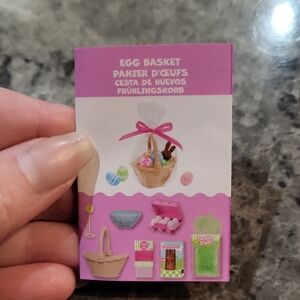 EGG BASKET
PANIER D'ŒUFS
CESTA DE HUEVOS
FRÜHLINGSKORB